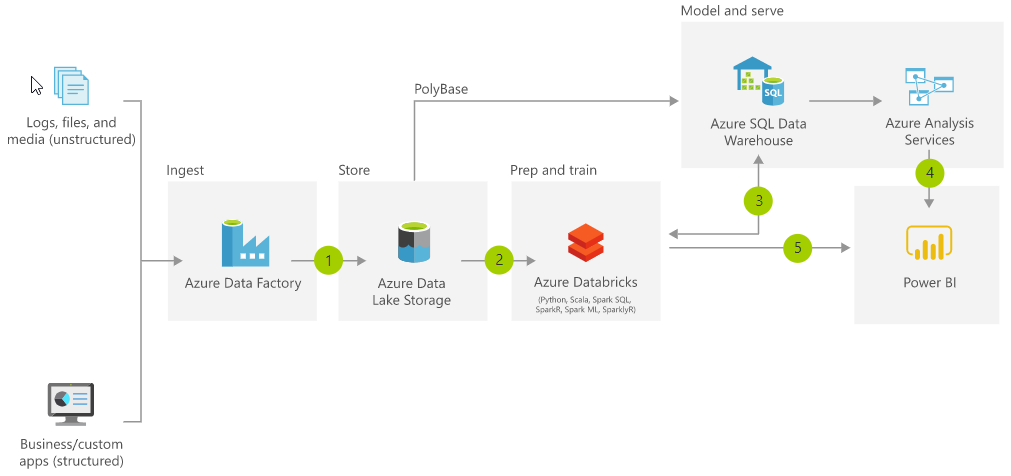 Model and serve
Logs, files, and
media (unstructured)
PolyBase
SQL
Azure SQL Data
Warehouse
Azure Analysis
Services
Ingest
Store
Prep and train
3
4
1
2
5
Azure Data Factory
Azure Data
Lake Storage
Azure Databricks
(Python, Scala, Spark SQL,
SparkR, Spark ML, SparklyR)
Power BI
Business/custom
apps (structured)